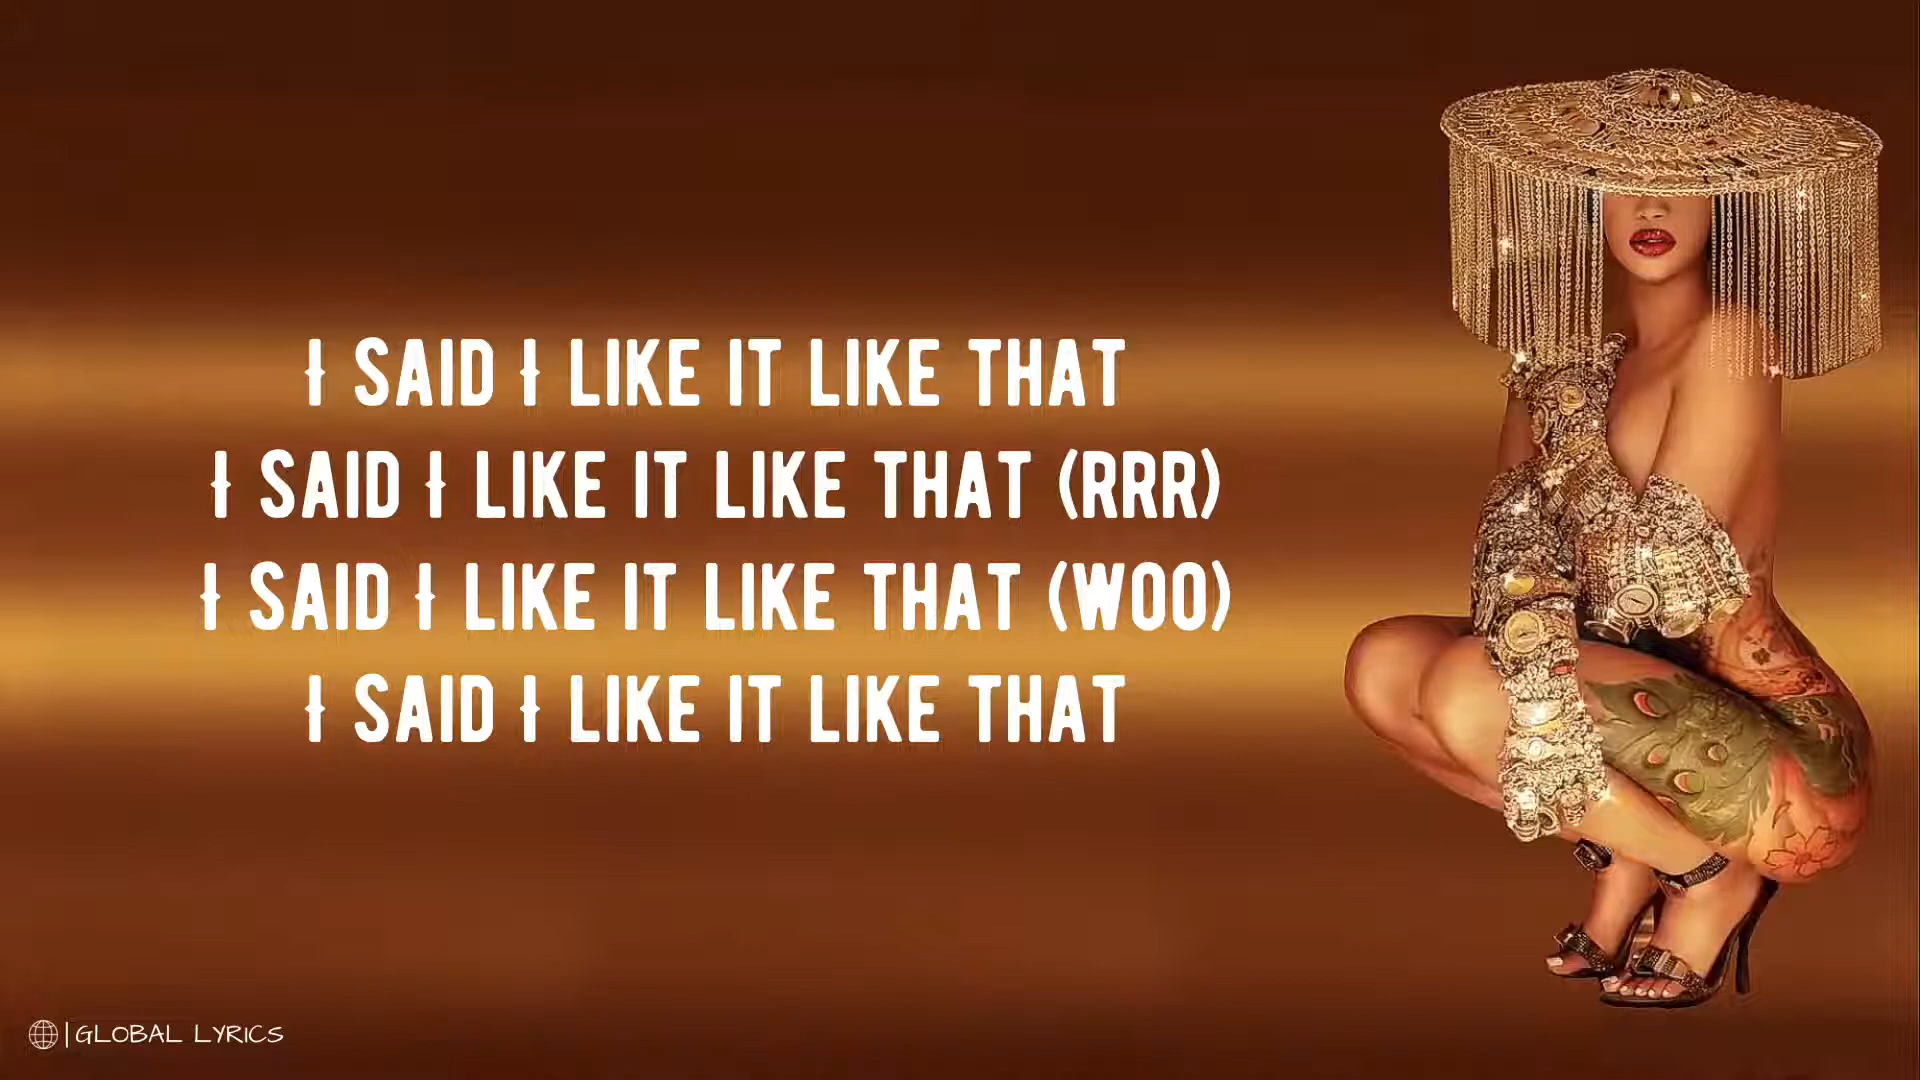 I SAID I LIKE IT LIKE THAT
I SAID I LIKE IT LIKE THAT (RRR)
I SAID I LIKE IT LIKE THAT (WOO)
I SAID I LIKE IT LIKE THAT
|GLOBAL LYRICS